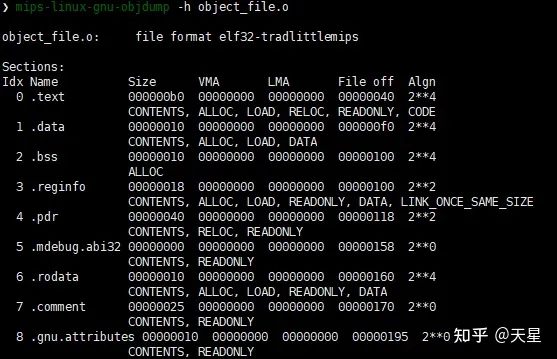 ❯ mips-linux-gnu-objdump -h object_file.o
object_file.o:     file format elf32-tradlittlemips
Sections:
Idx Name          Size      VMA       LMA       File off  Algn
  0 .text         000000b0  00000000  00000000  00000040  2**4
                  CONTENTS, ALLOC, LOAD, RELOC, READONLY, CODE
  1 .data         00000010  00000000  00000000  000000f0  2**4
                  CONTENTS, ALLOC, LOAD, DATA
  2 .bss          00000010  00000000  00000000  00000100  2**4
                  ALLOC
  3 .reginfo      00000018  00000000  00000000  00000100  2**2
                  CONTENTS, ALLOC, LOAD, READONLY, DATA, LINK_ONCE_SAME_SIZE
  4 .pdr          00000040  00000000  00000000  00000118  2**2
                  CONTENTS, RELOC, READONLY
  5 .mdebug.abi32 00000000  00000000  00000000  00000158  2**0
                  CONTENTS, READONLY
  6 .rodata       00000010  00000000  00000000  00000160  2**4
                  CONTENTS, ALLOC, LOAD, READONLY, DATA
  7 .comment      00000025  00000000  00000000  00000170  2**0
                  CONTENTS, READONLY
  8 .gnu.attributes 00000010  00000000  00000000  00000195  2**0
                  CONTENTS, READONLY
知乎 @天星